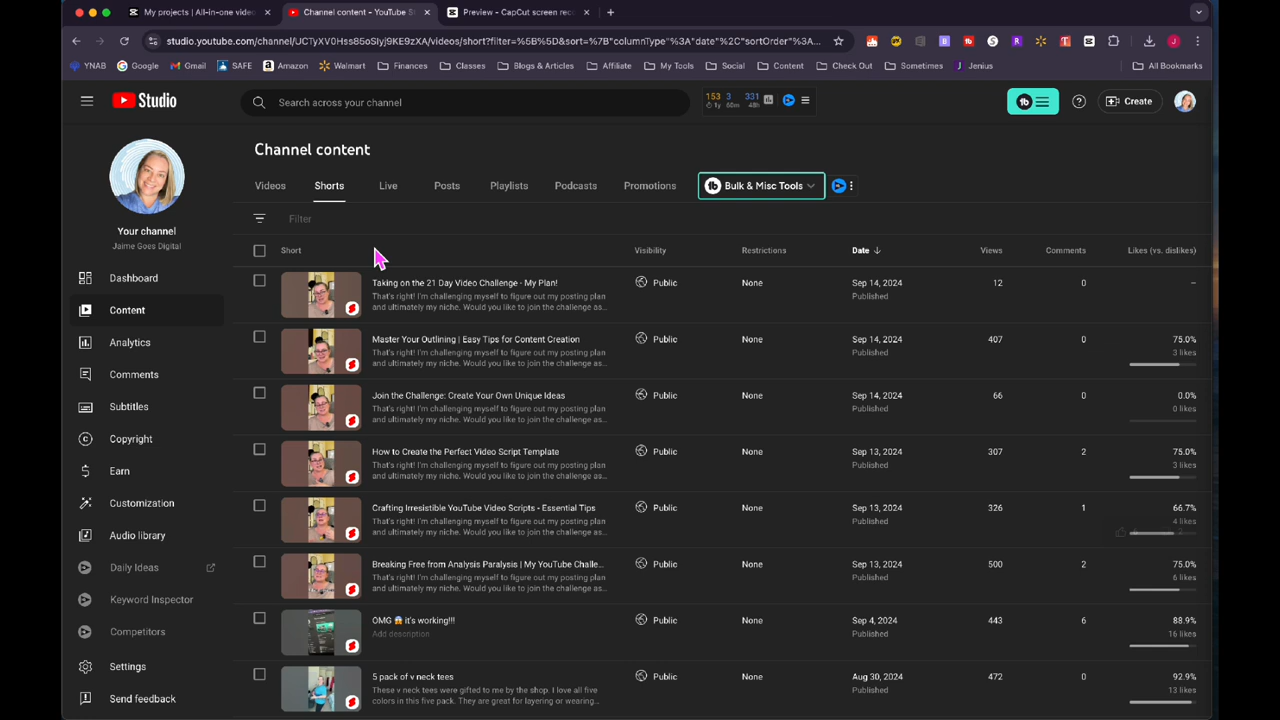 My projects | All-in-one video
Channel content - YouTube S
Preview - CapCut screen rec
studio.youtube.com/channel/UCTyXV0Hss85oSlyj9KE9zXA/videos/short?filter=%5B%5D&sort=%7B"columnType"%3A"date"%2C"sortOrder"%3A...
YNAB
Google
Gmail
SAFE
Amazon
Walmart
Finances
Classes
Blogs & Articles
Affiliate
My Tools
Social
Content
Check Out
Sometimes
Jenius
All Bookmarks
Studio
Search across your channel
153 3 331
1y 60m 48h
Create
Your channel
Jaime Goes Digital
Dashboard
Content
Analytics
Comments
Subtitles
Copyright
Earn
Customization
Audio library
Daily Ideas
Keyword Inspector
Competitors
Settings
Send feedback
Channel content
Videos
Shorts
Live
Posts
Playlists
Podcasts
Promotions
tb Bulk & Misc Tools
Filter
Short Visibility Restrictions Date Views Comments Likes (vs. dislikes)
Taking on the 21 Day Video Challenge - My Plan! Public None Sep 14, 2024 12 0 –
That's right! I'm challenging myself to figure out my posting plan Published
and ultimately my niche. Would you like to join the challenge as...
Master Your Outlining | Easy Tips for Content Creation Public None Sep 14, 2024 407 0 75.0%
That's right! I'm challenging myself to figure out my posting plan Published 3 likes
and ultimately my niche. Would you like to join the challenge as...
Join the Challenge: Create Your Own Unique Ideas Public None Sep 14, 2024 66 0 0.0%
That's right! I'm challenging myself to figure out my posting plan Published 0 likes
and ultimately my niche. Would you like to join the challenge as...
How to Create the Perfect Video Script Template Public None Sep 13, 2024 307 2 75.0%
That's right! I'm challenging myself to figure out my posting plan Published 3 likes
and ultimately my niche. Would you like to join the challenge as...
Crafting Irresistible YouTube Video Scripts - Essential Tips Public None Sep 13, 2024 326 1 66.7%
That's right! I'm challenging myself to figure out my posting plan Published 4 likes
and ultimately my niche. Would you like to join the challenge as...
Breaking Free from Analysis Paralysis | My YouTube Challe... Public None Sep 13, 2024 500 2 75.0%
That's right! I'm challenging myself to figure out my posting plan Published 6 likes
and ultimately my niche. Would you like to join the challenge as...
OMG 😱 it's working!!! Public None Sep 4, 2024 443 6 88.9%
Add description Published 16 likes
5 pack of v neck tees Public None Aug 30, 2024 472 0 92.9%
These v neck tees were gifted to me by the shop. I love all five Published 13 likes
colors in this five pack. They are great for layering or wearing...